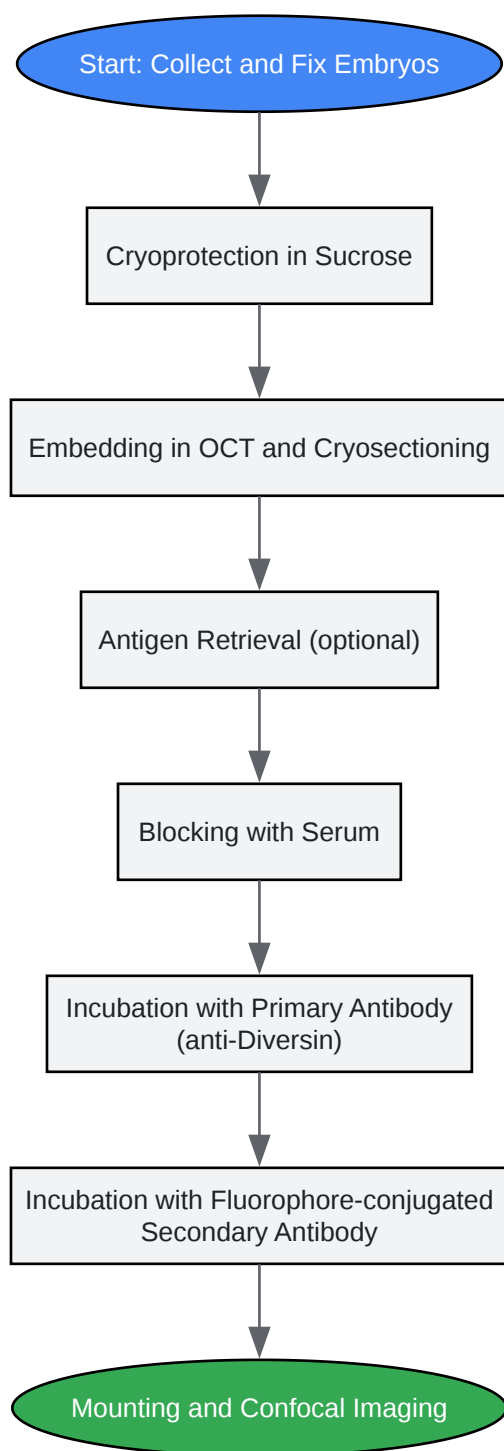 Start: Collect and Fix Embryos
Cryoprotection in Sucrose
Embedding in OCT and Cryosectioning
Antigen Retrieval (optional)
Blocking with Serum
Incubation with Primary Antibody
(anti-Diversin)
Incubation with Fluorophore-conjugated
Secondary Antibody
Mounting and Confocal Imaging